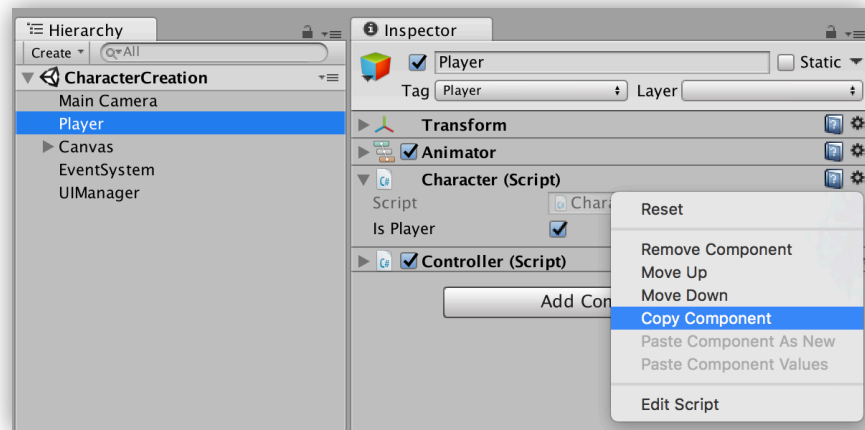 Hierarchy
Create
All
CharacterCreation
Main Camera
Player
Canvas
EventSystem
UIManager
Inspector
Player
Static
Tag Player Layer
Transform
Animator
C# Character (Script)
Script C# Chara
Is Player
C# Controller (Script)
Add Con
Reset
Remove Component
Move Up
Move Down
Copy Component
Paste Component As New
Paste Component Values
Edit Script